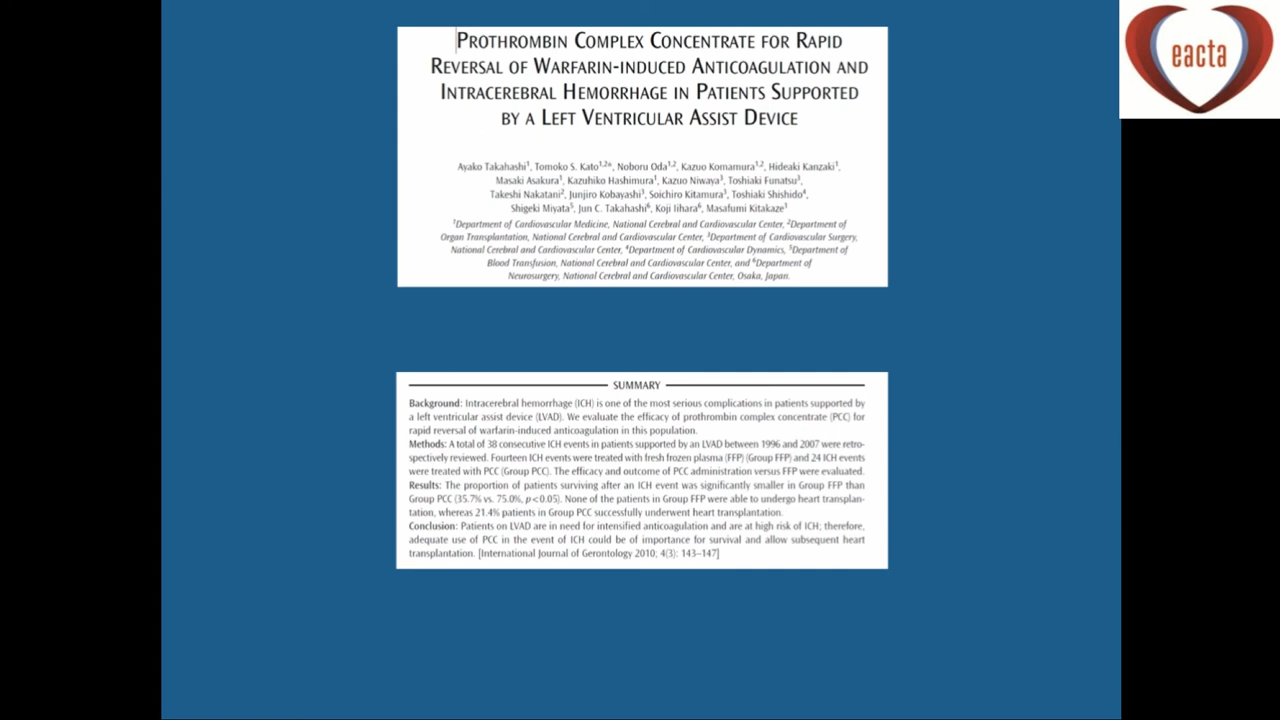 PROTHROMBIN COMPLEX CONCENTRATE FOR RAPID
REVERSAL OF WARFARIN-INDUCED ANTICOAGULATION AND
INTRACEREBRAL HEMORRHAGE IN PATIENTS SUPPORTED
BY A LEFT VENTRICULAR ASSIST DEVICE
eacta
Ayako Takahashi¹, Tomoko S. Kato¹,²*, Noboru Oda¹,², Kazuo Komamura¹,², Hideaki Kanzaki¹,
Masaki Asakura¹, Kazuhiko Hashimura¹, Kazuo Niwaya³, Toshiaki Funatsu³,
Takeshi Nakatani², Junjiro Kobayashi³, Soichiro Kitamura³, Toshiaki Shishido⁴,
Shigeki Miyata⁵, Jun C. Takahashi⁶, Koji Iihara⁶, Masafumi Kitakaze¹
¹Department of Cardiovascular Medicine, National Cerebral and Cardiovascular Center, ²Department of
Organ Transplantation, National Cerebral and Cardiovascular Center, ³Department of Cardiovascular Surgery,
National Cerebral and Cardiovascular Center, ⁴Department of Cardiovascular Dynamics, ⁵Department of
Blood Transfusion, National Cerebral and Cardiovascular Center, and ⁶Department of
Neurosurgery, National Cerebral and Cardiovascular Center, Osaka, Japan.
SUMMARY
Background: Intracerebral hemorrhage (ICH) is one of the most serious complications in patients supported by
a left ventricular assist device (LVAD). We evaluate the efficacy of prothrombin complex concentrate (PCC) for
rapid reversal of warfarin-induced anticoagulation in this population.
Methods: A total of 38 consecutive ICH events in patients supported by an LVAD between 1996 and 2007 were retro-
spectively reviewed. Fourteen ICH events were treated with fresh frozen plasma (FFP) (Group FFP) and 24 ICH events
were treated with PCC (Group PCC). The efficacy and outcome of PCC administration versus FFP were evaluated.
Results: The proportion of patients surviving after an ICH event was significantly smaller in Group FFP than
Group PCC (35.7% vs. 75.0%, p<0.05). None of the patients in Group FFP were able to undergo heart transplan-
tation, whereas 21.4% patients in Group PCC successfully underwent heart transplantation.
Conclusion: Patients on LVAD are in need for intensified anticoagulation and are at high risk of ICH; therefore,
adequate use of PCC in the event of ICH could be of importance for survival and allow subsequent heart
transplantation. [International Journal of Gerontology 2010; 4(3): 143–147]